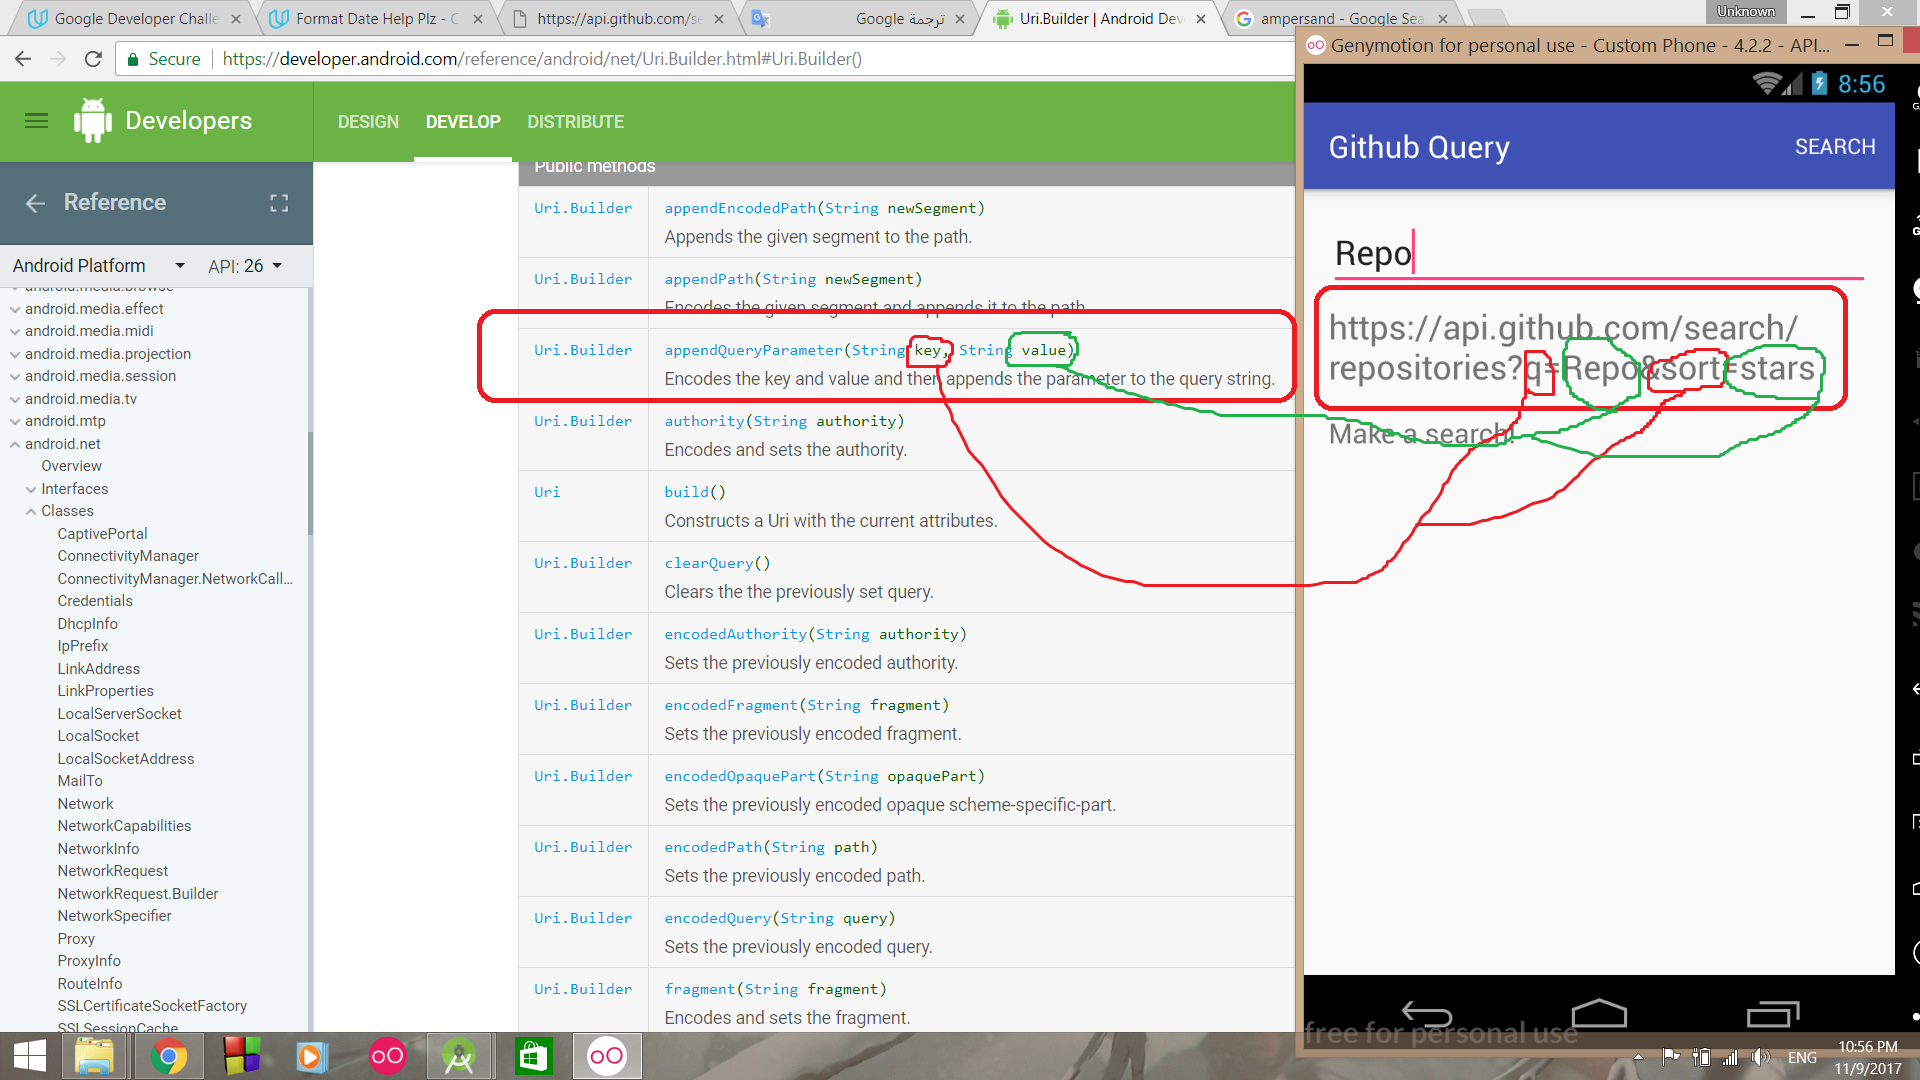 Google Developer Challe
Format Date Help Plz - C
https://api.github.com/se
ترجمة Google
Uri.Builder | Android Dev
ampersand - Google Sea
Unknown
Secure
https://developer.android.com/reference/android/net/Uri.Builder.html#Uri.Builder()
Developers
DESIGN
DEVELOP
DISTRIBUTE
Reference
Android Platform
API: 26
android.media.browse
android.media.effect
android.media.midi
android.media.projection
android.media.session
android.media.tv
android.mtp
android.net
Overview
Interfaces
Classes
CaptivePortal
ConnectivityManager
ConnectivityManager.NetworkCall...
Credentials
DhcpInfo
IpPrefix
LinkAddress
LinkProperties
LocalServerSocket
LocalSocket
LocalSocketAddress
MailTo
Network
NetworkCapabilities
NetworkInfo
NetworkRequest
NetworkRequest.Builder
NetworkSpecifier
Proxy
ProxyInfo
RouteInfo
SSLCertificateSocketFactory
SSLSessionCache
Public methods
Uri.Builder appendEncodedPath(String newSegment)
Appends the given segment to the path.
Uri.Builder appendPath(String newSegment)
Encodes the given segment and appends it to the path.
Uri.Builder appendQueryParameter(String key, String value)
Encodes the key and value and then appends the parameter to the query string.
Uri.Builder authority(String authority)
Encodes and sets the authority.
Uri build()
Constructs a Uri with the current attributes.
Uri.Builder clearQuery()
Clears the the previously set query.
Uri.Builder encodedAuthority(String authority)
Sets the previously encoded authority.
Uri.Builder encodedFragment(String fragment)
Sets the previously encoded fragment.
Uri.Builder encodedOpaquePart(String opaquePart)
Sets the previously encoded opaque scheme-specific-part.
Uri.Builder encodedPath(String path)
Sets the previously encoded path.
Uri.Builder encodedQuery(String query)
Sets the previously encoded query.
Uri.Builder fragment(String fragment)
Encodes and sets the fragment.
Genymotion for personal use - Custom Phone - 4.2.2 - API...
8:56
Github Query
SEARCH
Repo
https://api.github.com/search/
repositories?q=Repo&sort=stars
Make a search!
free for personal use
ENG
10:56 PM
11/9/2017